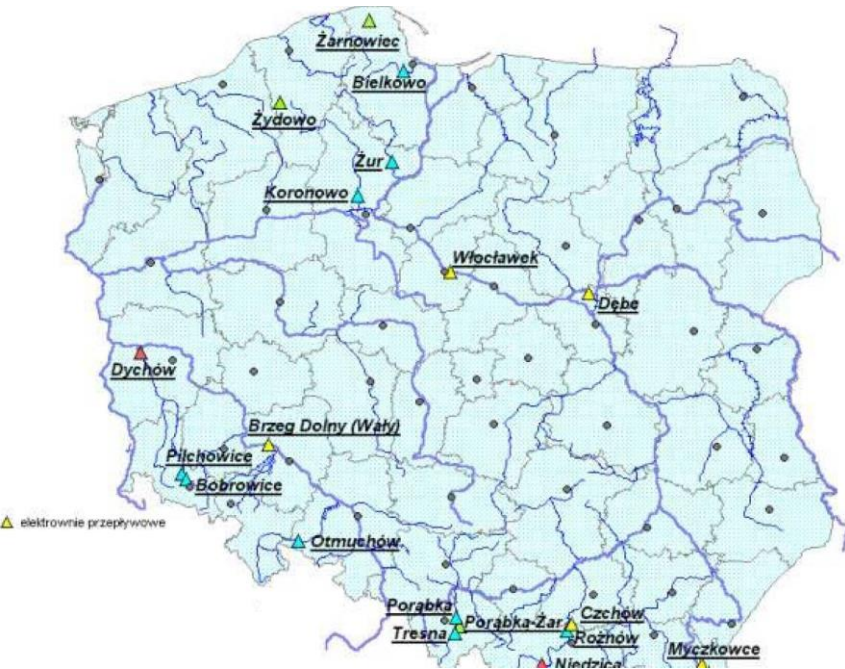 Żarnowiec
Bielkowo
Żydowo
Żur
Koronowo
Włocławek
Dębe
Dychów
Brzeg Dolny (Wały)
Pilchowice
Bobrowice
elektrownie przepływowe
Otmuchów
Porąbka
Porąbka-Żar
Czchów
Tresna
Rożnów
Myczkowce
Niedzica